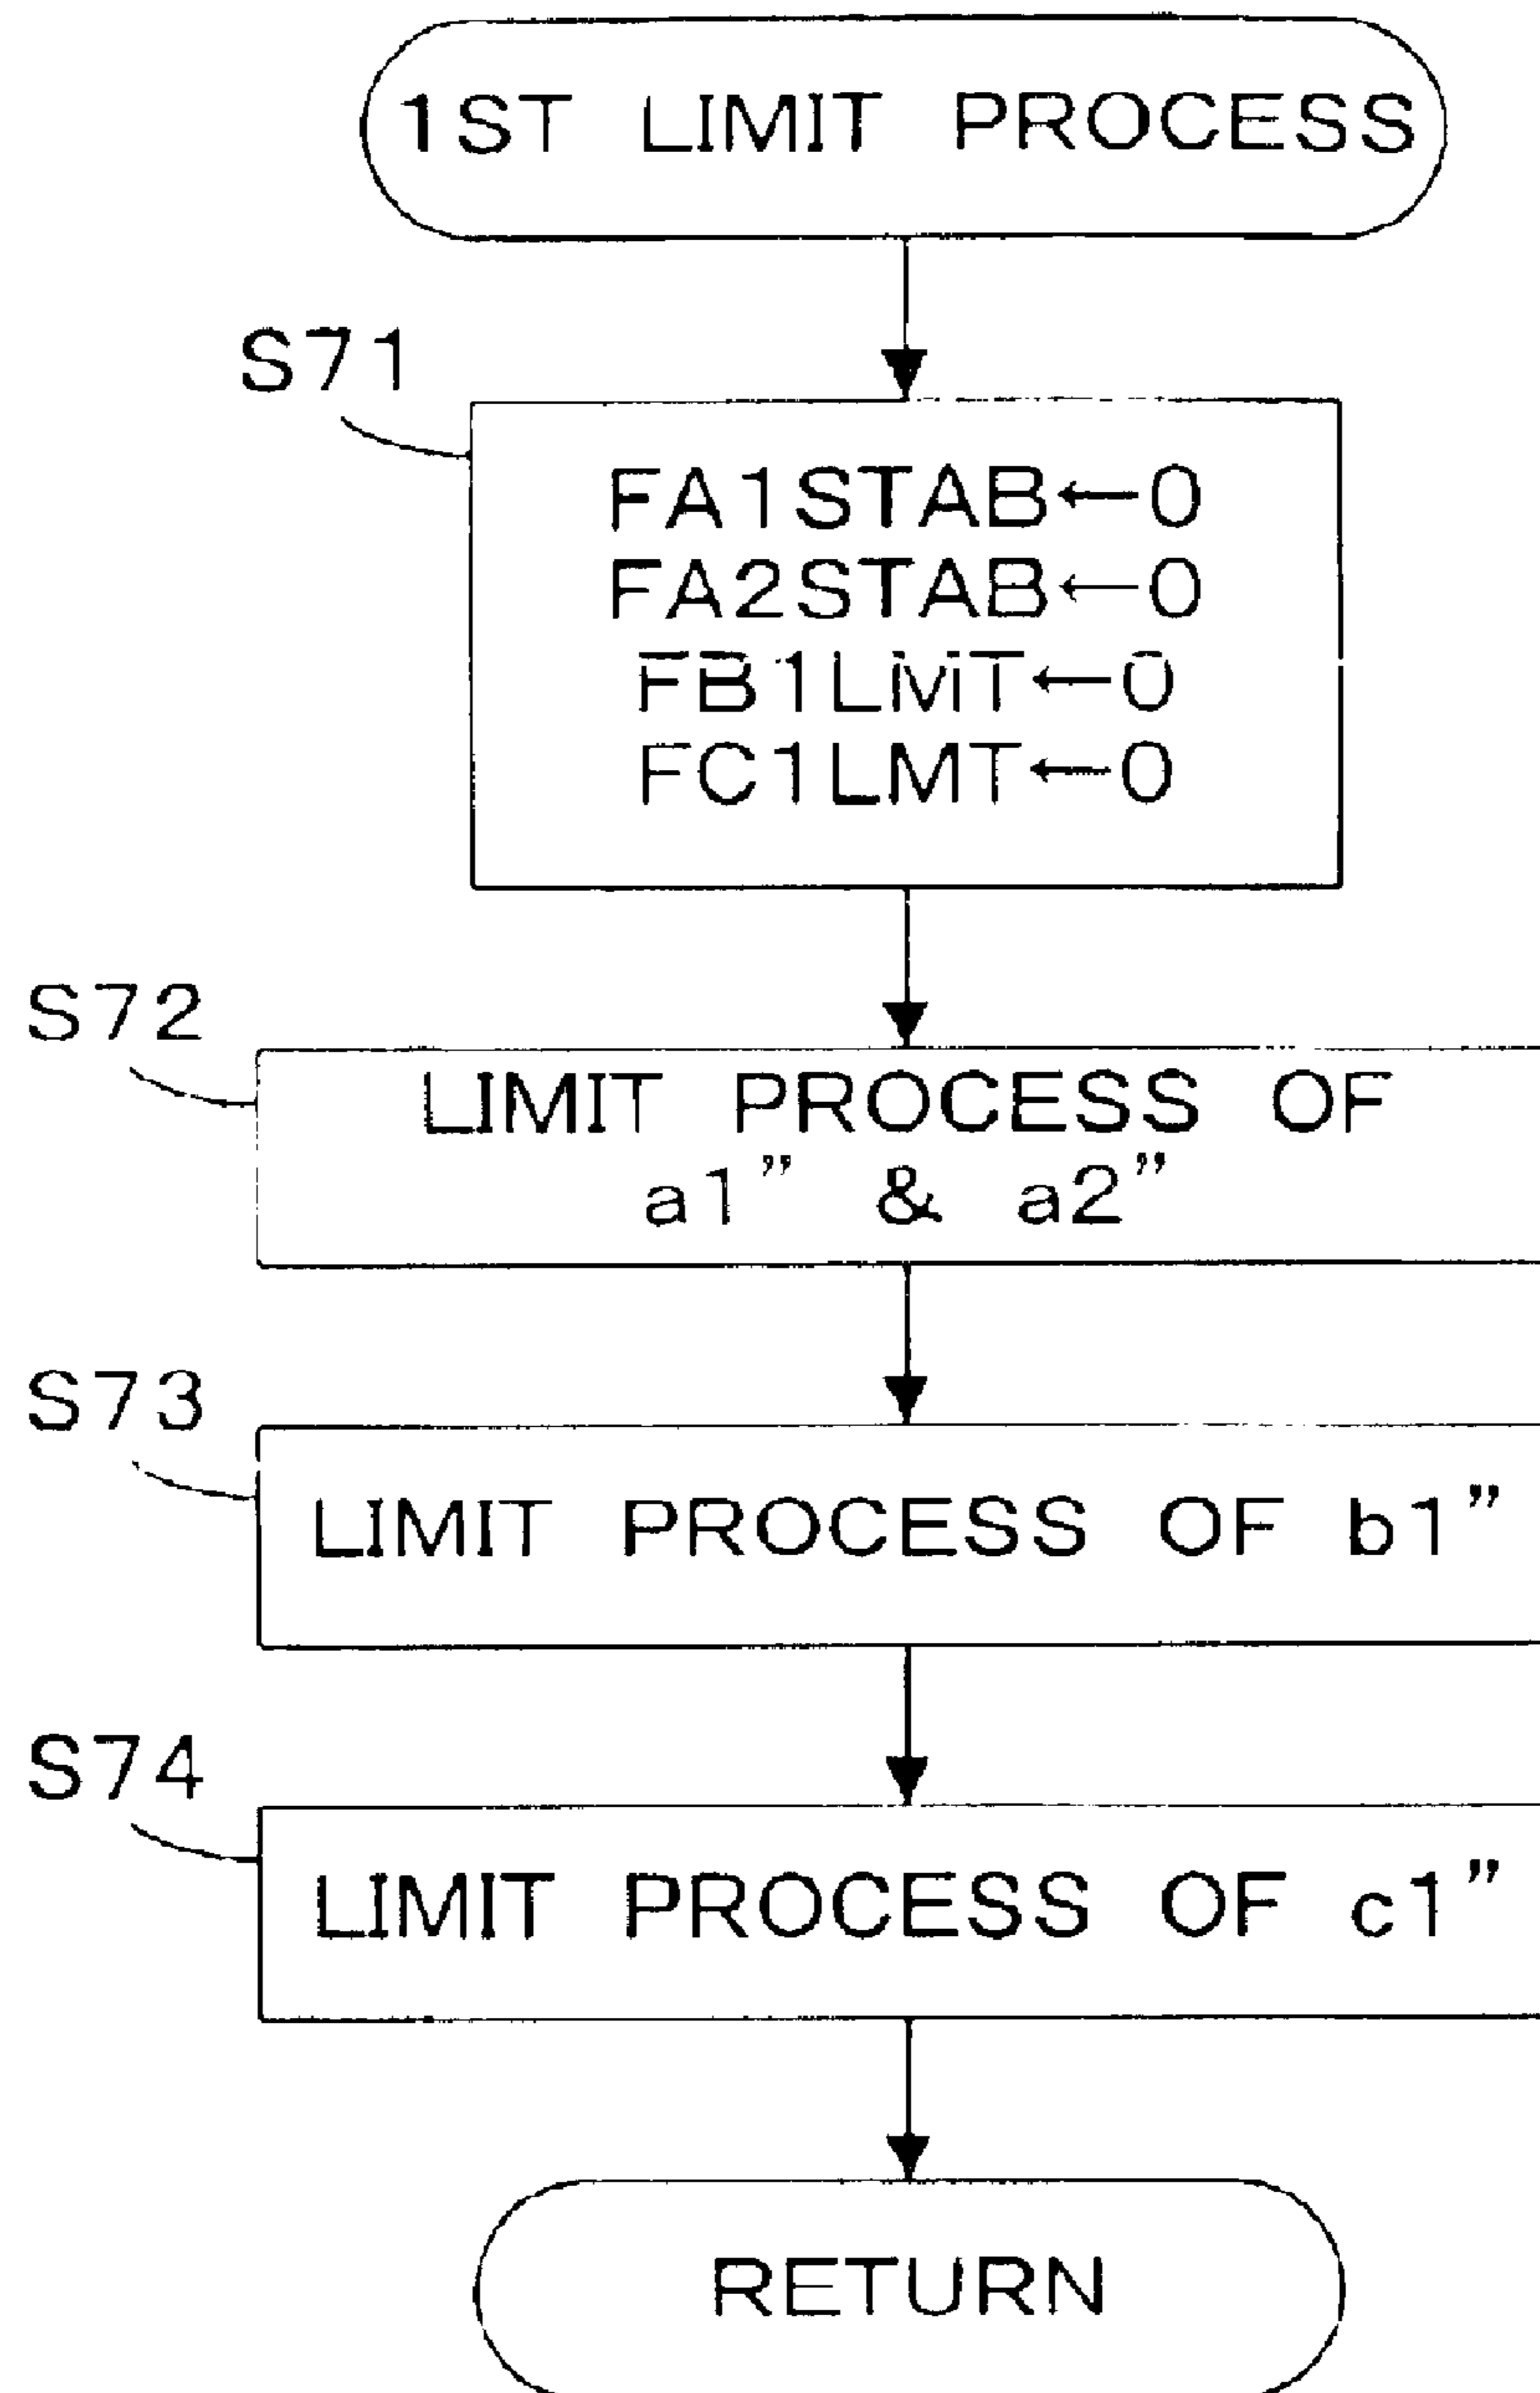 1ST LIMIT PROCESS
S71
FA1STAB←0
FA2STAB←0
FB1LMT←0
FC1LMT←0
S72
LIMIT PROCESS OF
a1” & a2”
S73
LIMIT PROCESS OF b1”
S74
LIMIT PROCESS OF c1”
RETURN